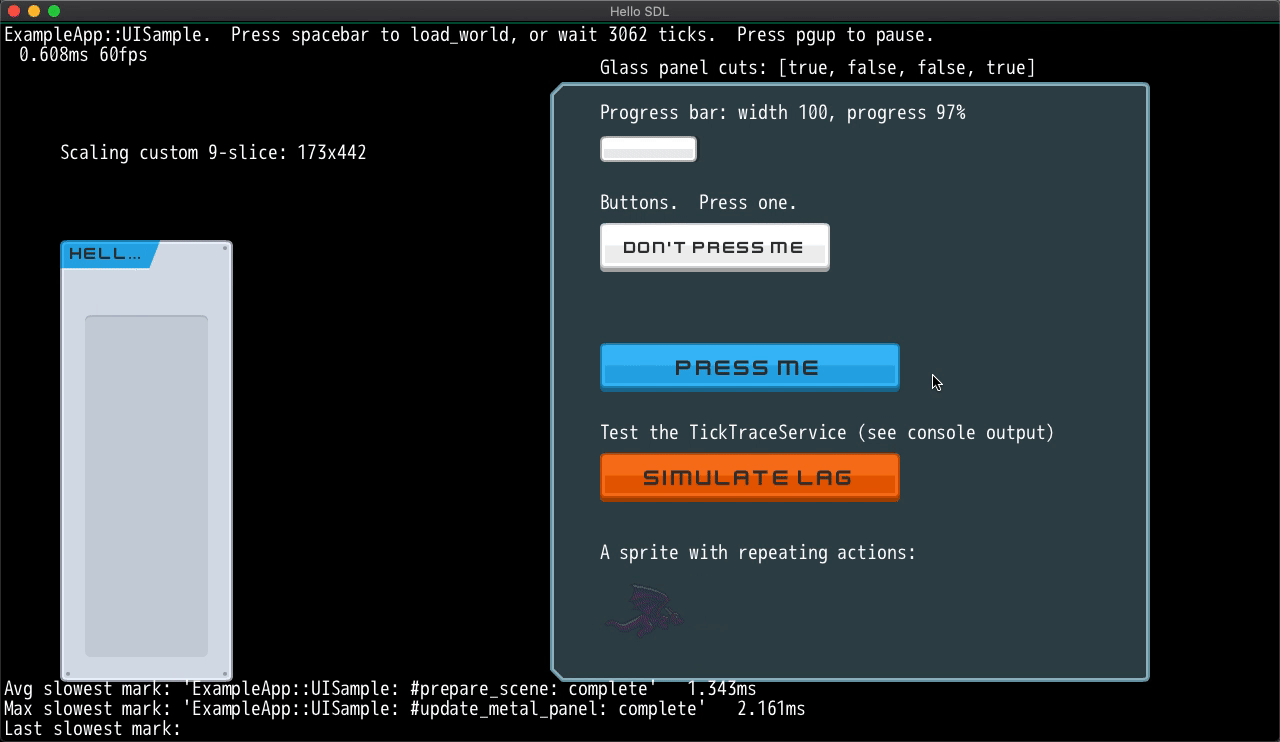 Hello SDL
ExampleApp::UISample.  Press spacebar to load_world, or wait 3062 ticks.  Press pgup to pause.
0.608ms 60fps
Glass panel cuts: [true, false, false, true]
Progress bar: width 100, progress 97%
Scaling custom 9-slice: 173x442
Buttons.  Press one.
DON'T PRESS ME
HELL...
PRESS ME
Test the TickTraceService (see console output)
SIMULATE LAG
A sprite with repeating actions:
Avg slowest mark: 'ExampleApp::UISample: #prepare_scene: complete'   1.343ms
Max slowest mark: 'ExampleApp::UISample: #update_metal_panel: complete'   2.161ms
Last slowest mark: